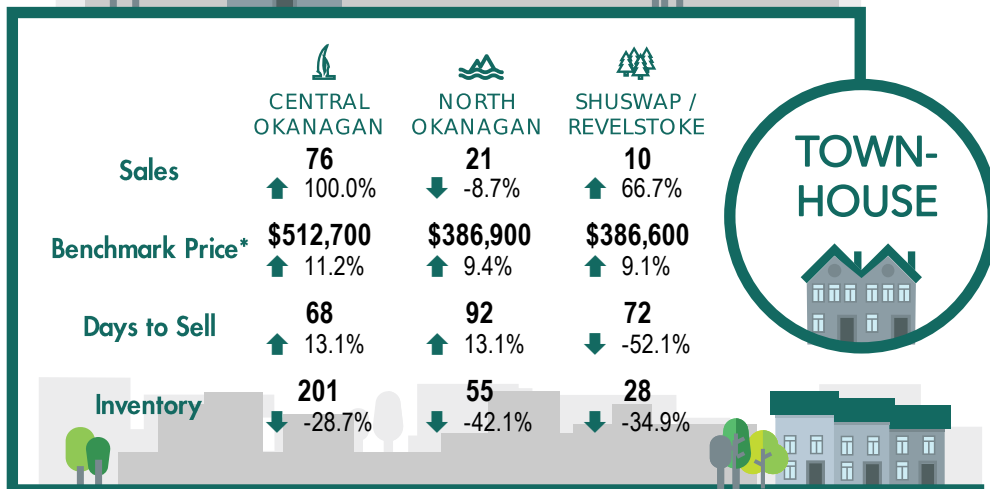 CENTRAL OKANAGAN
NORTH OKANAGAN
SHUSWAP / REVELSTOKE
TOWN-
HOUSE
Sales
76
21
10
100.0%
-8.7%
66.7%
Benchmark Price*
$512,700
$386,900
$386,600
11.2%
9.4%
9.1%
Days to Sell
68
92
72
13.1%
13.1%
-52.1%
Inventory
201
55
28
-28.7%
-42.1%
-34.9%